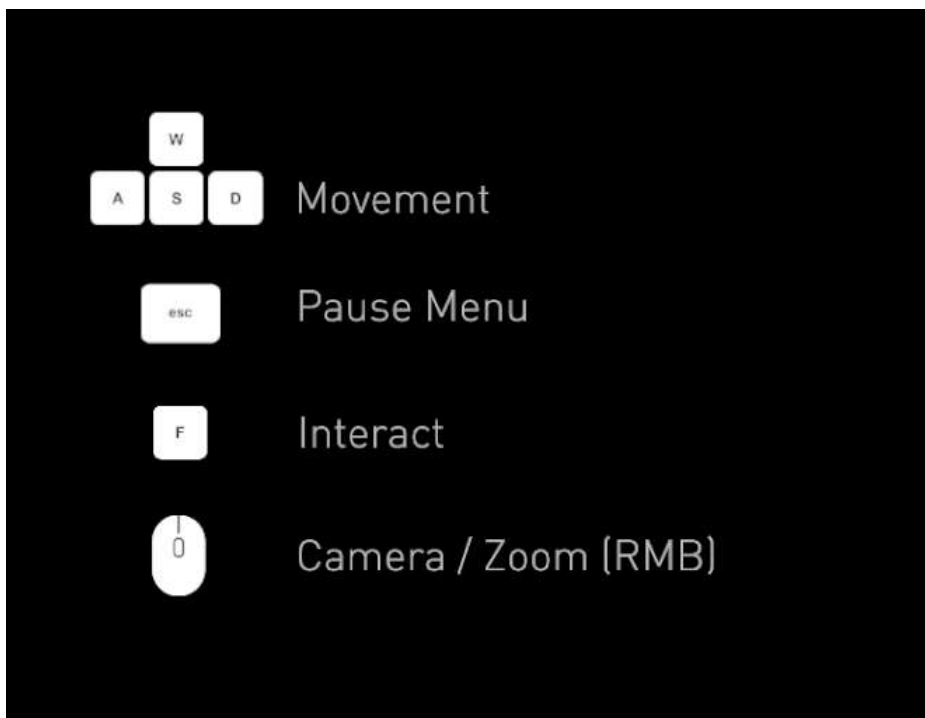 W
A S D Movement
esc Pause Menu
F Interact
Camera / Zoom (RMB)